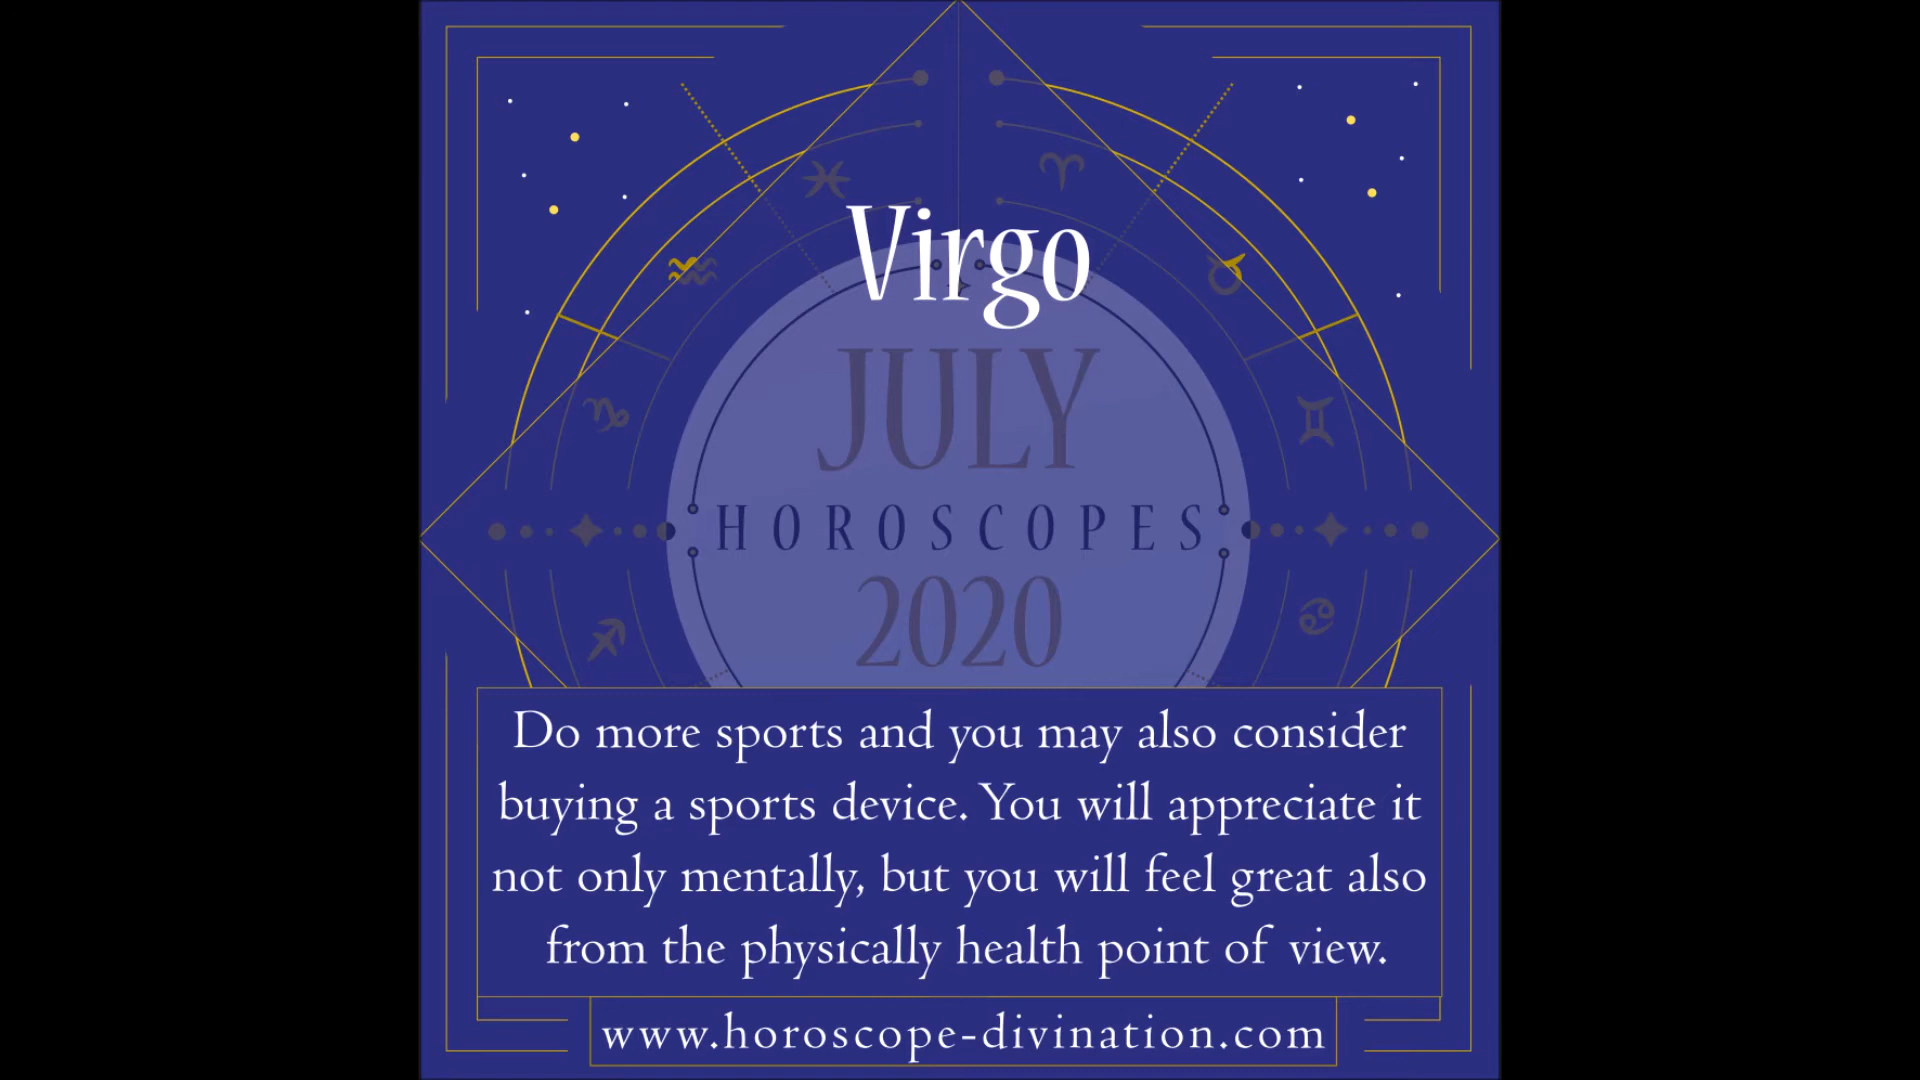 Virgo
JULY
HOROSCOPES
2020
Do more sports and you may also consider
buying a sports device. You will appreciate it
not only mentally, but you will feel great also
from the physically health point of view.
www.horoscope-divination.com